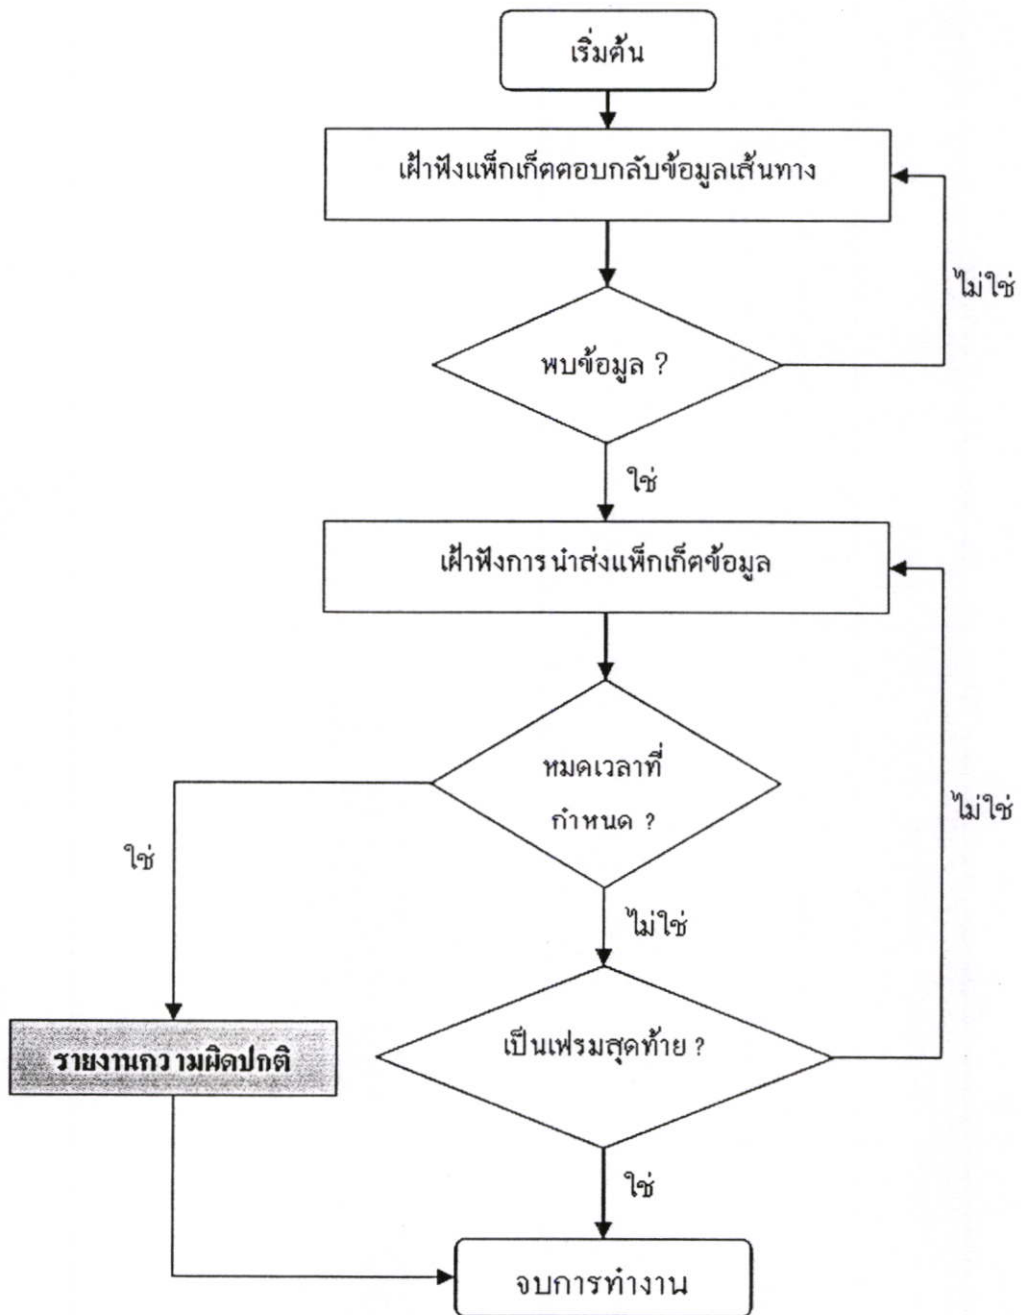 เริ่มต้น
เฝ้าฟังแพ็กเก็ตตอบกลับข้อมูลเส้นทาง
ไม่ใช่
พบข้อมูล ?
ใช่
เฝ้าฟังการนำส่งแพ็กเก็ตข้อมูล
หมดเวลาที่
กำหนด ?
ไม่ใช่
ใช่
ไม่ใช่
เป็นเฟรมสุดท้าย ?
รายงานความผิดปกติ
ใช่
จบการทำงาน